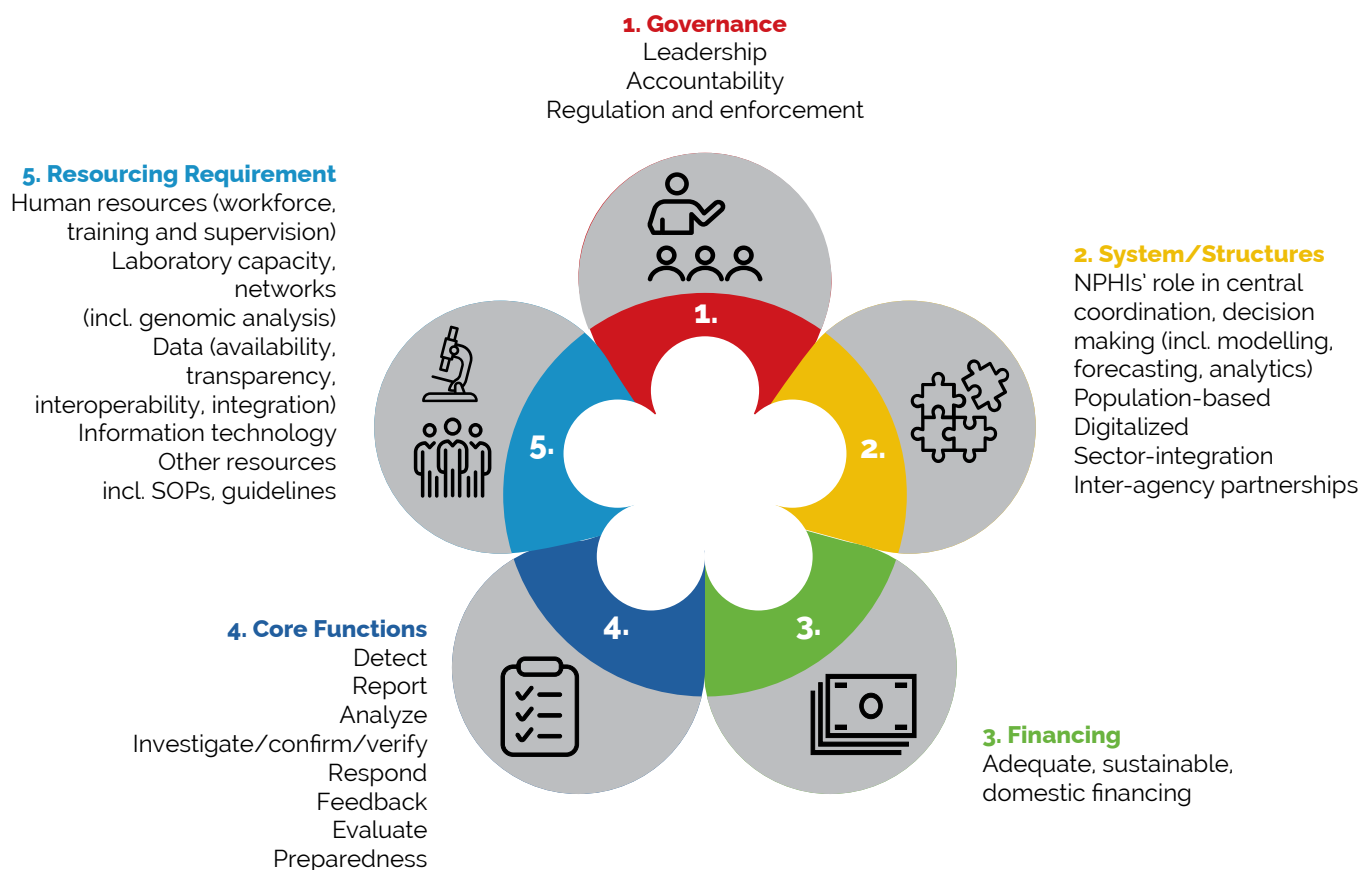 1. Governance
Leadership
Accountability
Regulation and enforcement
2. System/Structures
NPHIs' role in central
coordination, decision
making (incl. modelling,
forecasting, analytics)
Population-based
Digitalized
Sector-integration
Inter-agency partnerships
3. Financing
Adequate, sustainable,
domestic financing
4. Core Functions
Detect
Report
Analyze
Investigate/confirm/verify
Respond
Feedback
Evaluate
Preparedness
5. Resourcing Requirement
Human resources (workforce,
training and supervision)
Laboratory capacity,
networks
(incl. genomic analysis)
Data (availability,
transparency,
interoperability, integration)
Information technology
Other resources
incl. SOPs, guidelines
1.
2.
3.
4.
5.